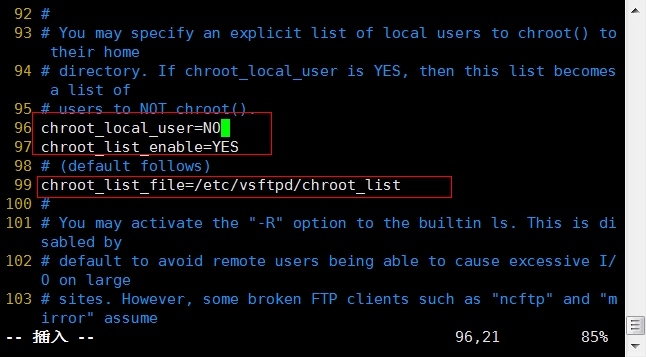 92 #
93 # You may specify an explicit list of local users to chroot() to
their home
94 # directory. If chroot_local_user is YES, then this list becomes
a list of
95 # users to NOT chroot().
96 chroot_local_user=NO
97 chroot_list_enable=YES
98 # (default follows)
99 chroot_list_file=/etc/vsftpd/chroot_list
100 #
101 # You may activate the "-R" option to the builtin ls. This is di
sabled by
102 # default to avoid remote users being able to cause excessive I/
O on large
103 # sites. However, some broken FTP clients such as "ncftp" and "m
irror" assume
-- 插入 -- 96,21 85%